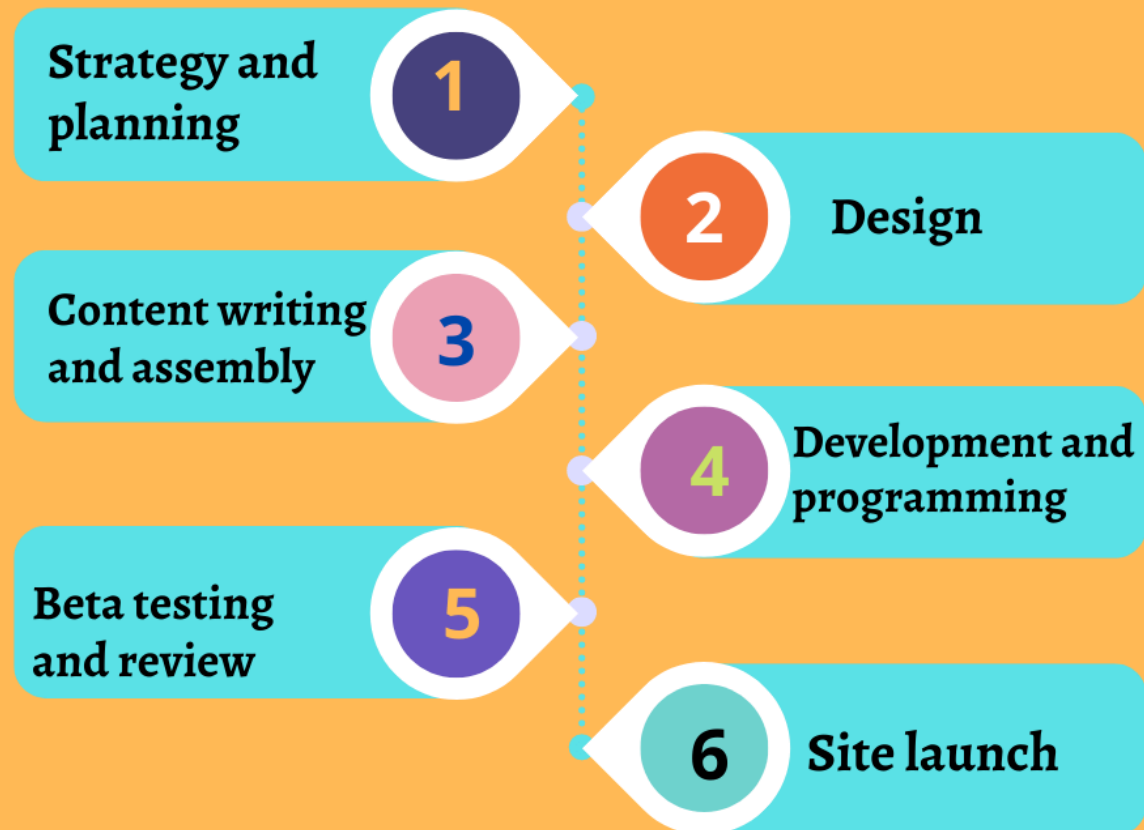 Strategy and
planning
1
2
Design
Content writing
and assembly
3
4
Development and
programming
Beta testing
and review
5
6
Site launch